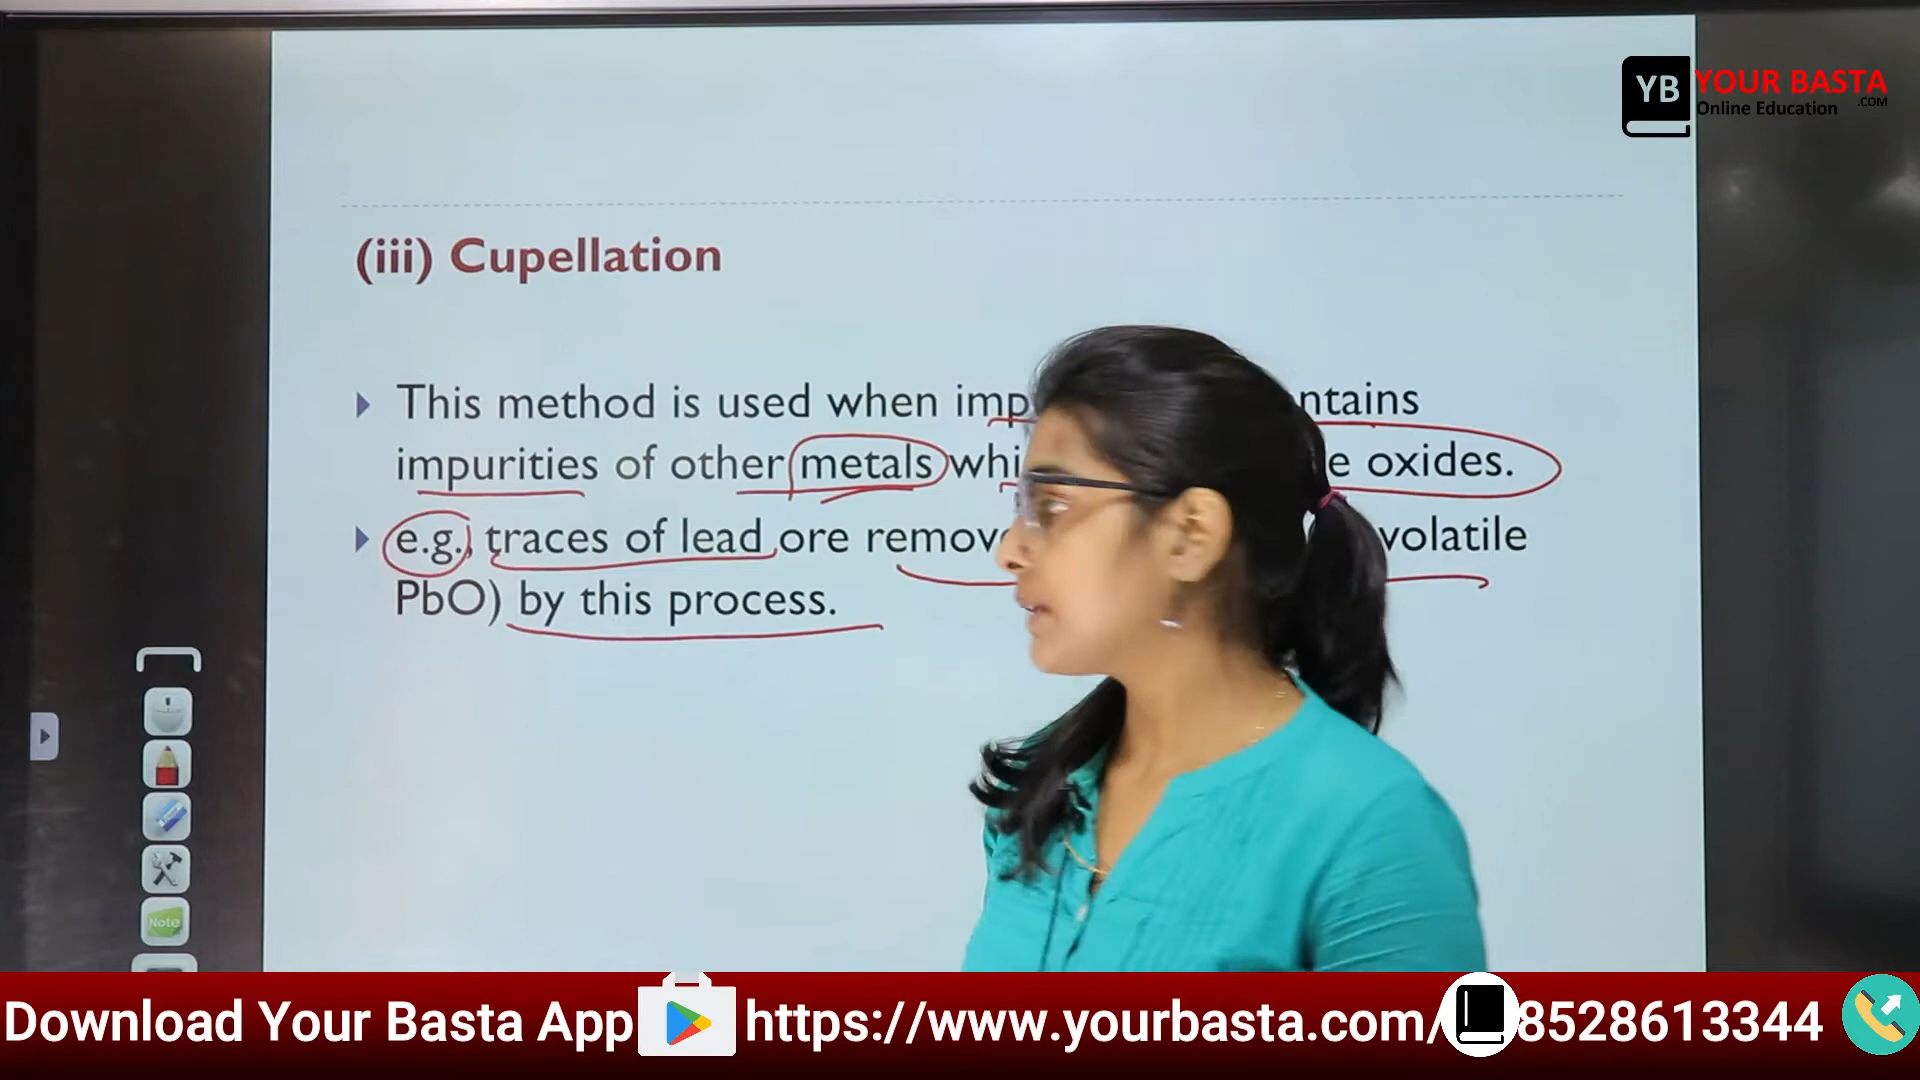 YB YOUR BASTA
.COM
Online Education
(iii) Cupellation
This method is used when imp ntains
impurities of other metals whi e oxides.
e.g., traces of lead ore remov volatile
PbO) by this process.
Note
Download Your Basta App https://www.yourbasta.com/ 8528613344